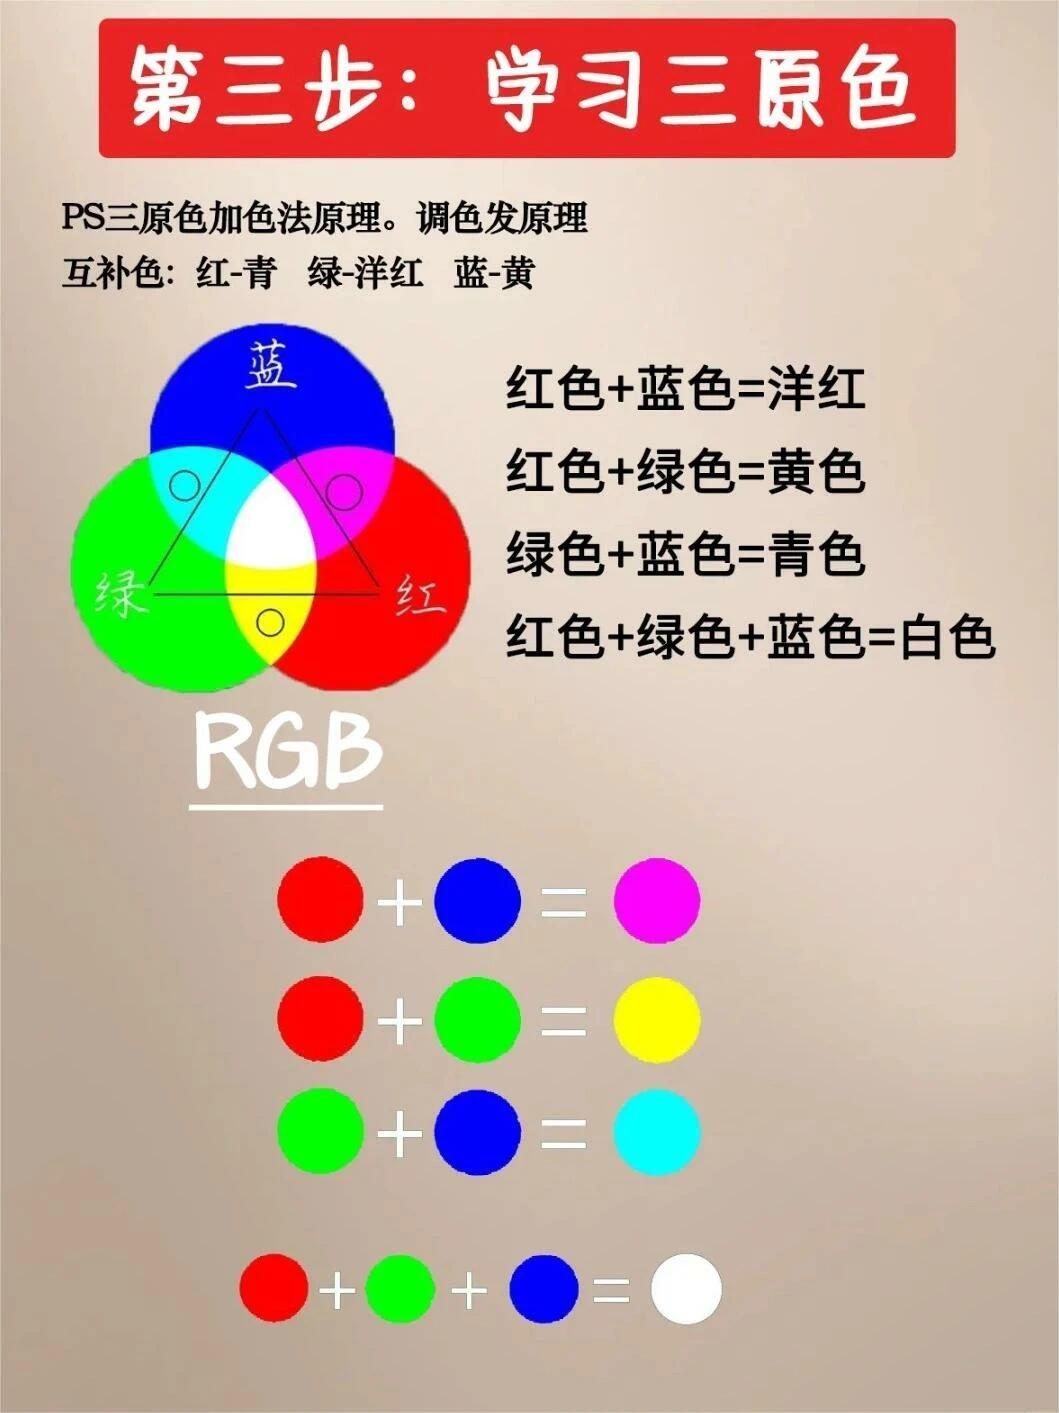 第三步：学习三原色
PS三原色加色法原理。调色发原理
互补色：红-青 绿-洋红 蓝-黄
蓝
绿
红
RGB
红色+蓝色=洋红
红色+绿色=黄色
绿色+蓝色=青色
红色+绿色+蓝色=白色
+ =
+ =
+ =
+ + =